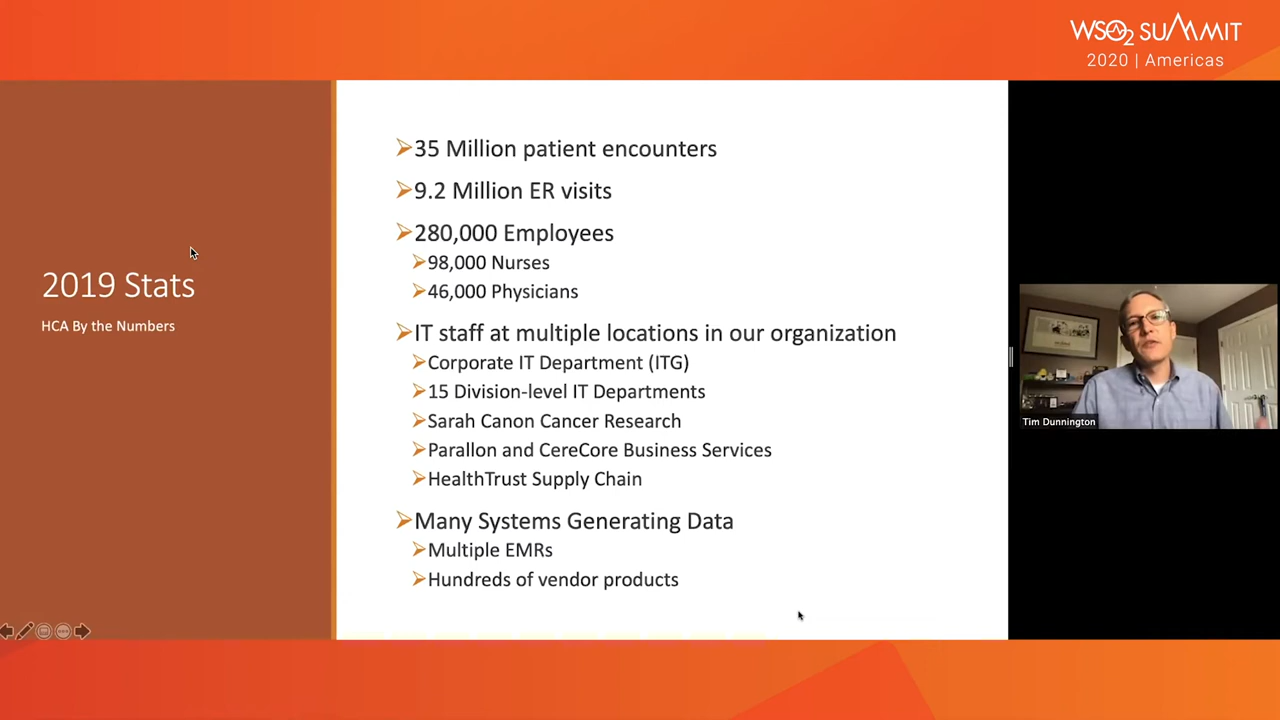 WSO2 SUMMIT
2020 | Americas
2019 Stats
HCA By the Numbers
35 Million patient encounters
9.2 Million ER visits
280,000 Employees
98,000 Nurses
46,000 Physicians
IT staff at multiple locations in our organization
Corporate IT Department (ITG)
15 Division-level IT Departments
Sarah Canon Cancer Research
Parallon and CereCore Business Services
HealthTrust Supply Chain
Many Systems Generating Data
Multiple EMRs
Hundreds of vendor products
Tim Dunnington